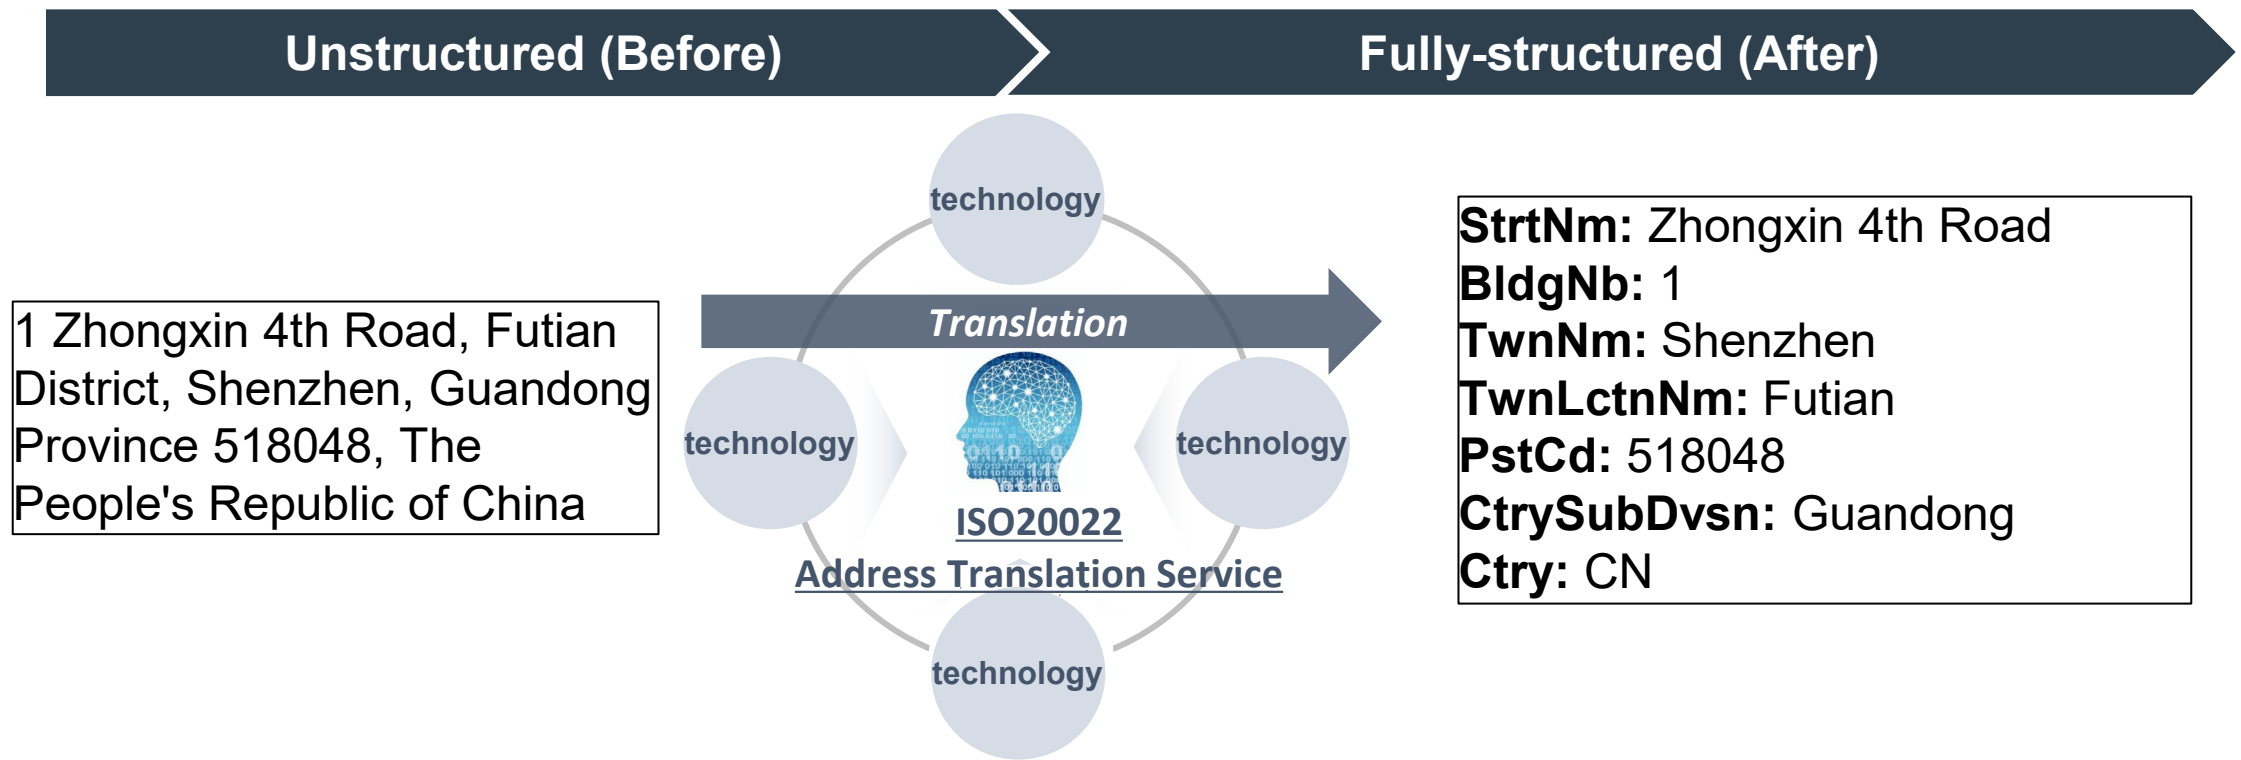 Unstructured (Before)
Fully-structured (After)
1 Zhongxin 4th Road, Futian
District, Shenzhen, Guandong
Province 518048, The
People's Republic of China
technology
Translation
technology
technology
ISO20022
Address Translation Service
technology
StrtNm: Zhongxin 4th Road
BldgNb: 1
TwnNm: Shenzhen
TwnLctnNm: Futian
PstCd: 518048
CtrySubDvsn: Guandong
Ctry: CN